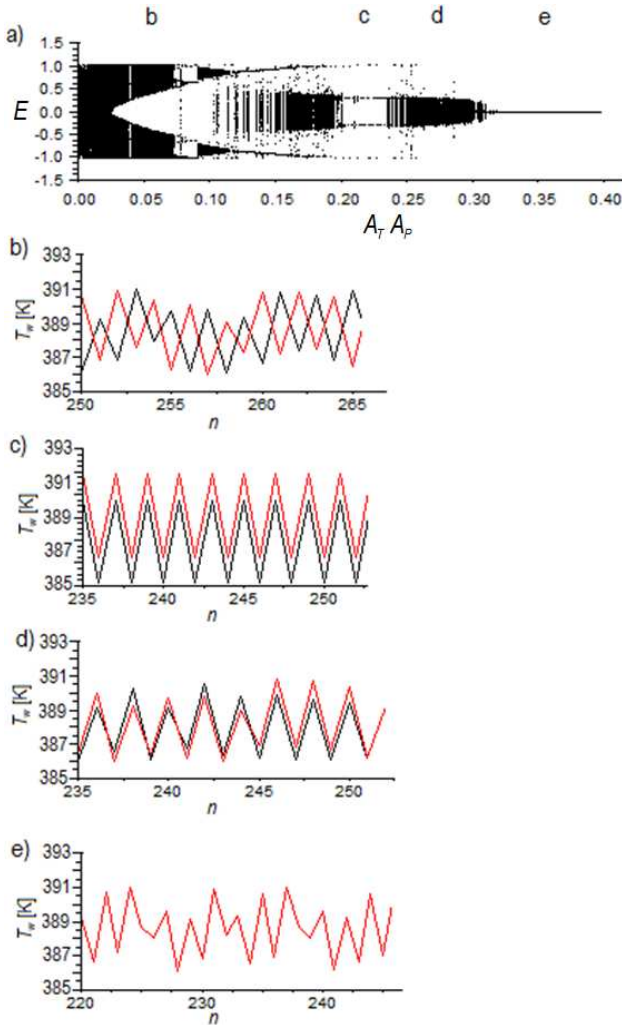 b c d e
a)
1.5
1.0
0.5
E 0.0
-0.5
-1.0
-1.5
0.00 0.05 0.10 0.15 0.20 0.25 0.30 0.35 0.40
A_T A_P
b)
393
391
389
387
385
T_w [K]
250 255 260 265
n
c)
393
391
389
387
385
T_w [K]
235 240 245 250
n
d)
393
391
389
387
385
T_w [K]
235 240 245 250
n
e)
393
391
389
387
385
T_w [K]
220 230 240
n